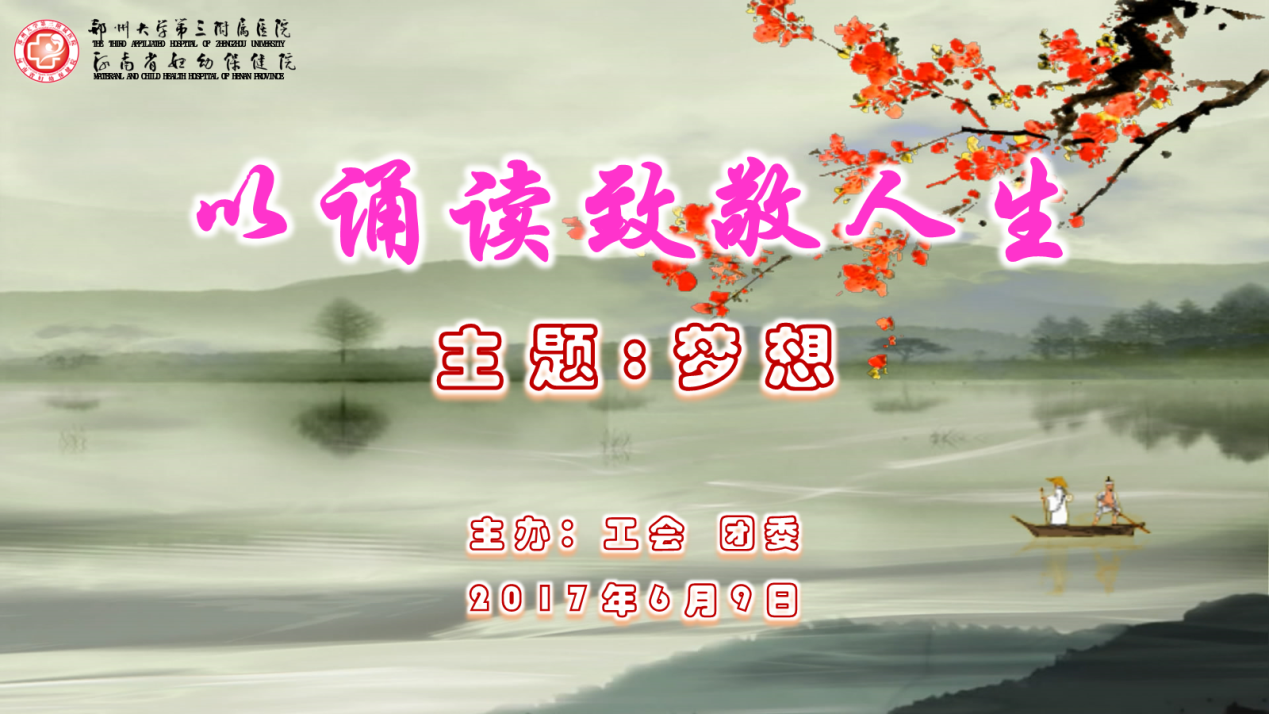 郑州大学第三附属医院
THE THIRD AFFILIATED HOSPITAL OF ZHENGZHOU UNIVERSITY
河南省妇幼保健院
MATERANL AND CHILD HEALTH HOSPITAL OF HENAN PROVINCE
以诵读致敬人生
主题:梦想
主办：工会 团委
2017年6月9日